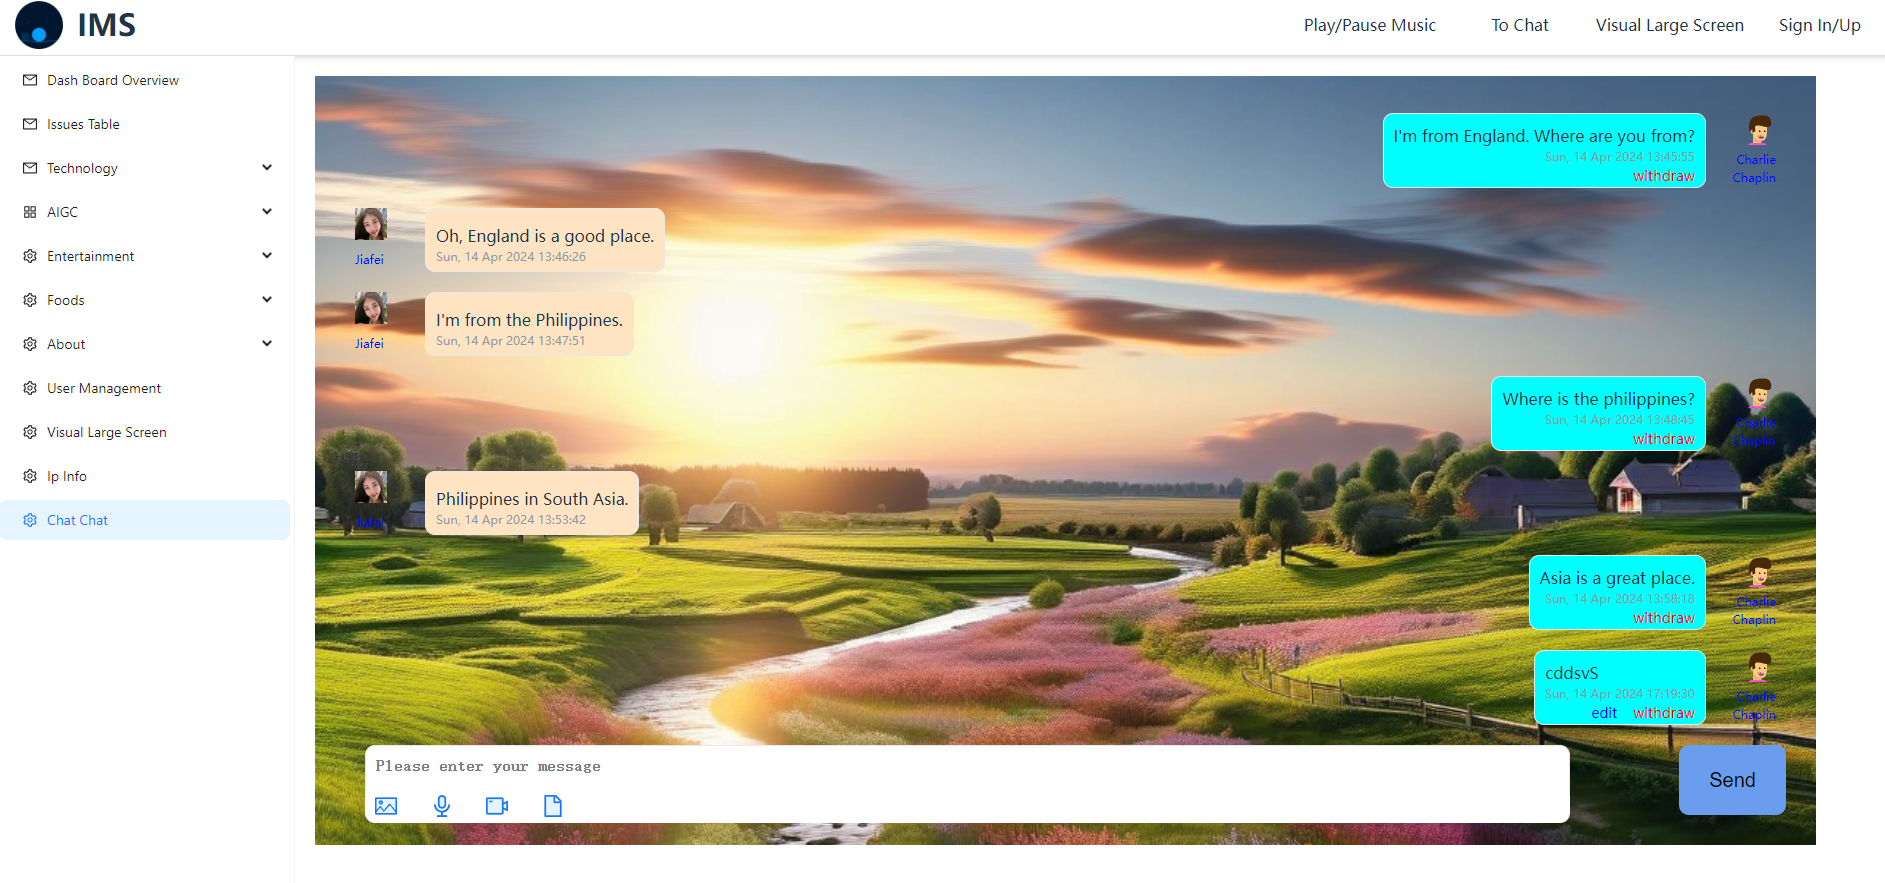 IMS
Play/Pause Music
To Chat
Visual Large Screen
Sign In/Up
Dash Board Overview
Issues Table
Technology
AIGC
Entertainment
Foods
About
User Management
Visual Large Screen
Ip Info
Chat Chat
I'm from England. Where are you from?
Sun, 14 Apr 2024 13:45:55
withdraw
Charlie
Chaplin
Oh, England is a good place.
Sun, 14 Apr 2024 13:46:26
Jiafei
I'm from the Philippines.
Sun, 14 Apr 2024 13:47:51
Jiafei
Where is the philippines?
Sun, 14 Apr 2024 13:48:45
withdraw
Charlie
Chaplin
Philippines in South Asia.
Sun, 14 Apr 2024 13:53:42
Jiafei
Asia is a great place.
Sun, 14 Apr 2024 13:58:18
withdraw
Charlie
Chaplin
cddsvS
Sun, 14 Apr 2024 17:19:30
edit withdraw
Charlie
Chaplin
Please enter your message
Send